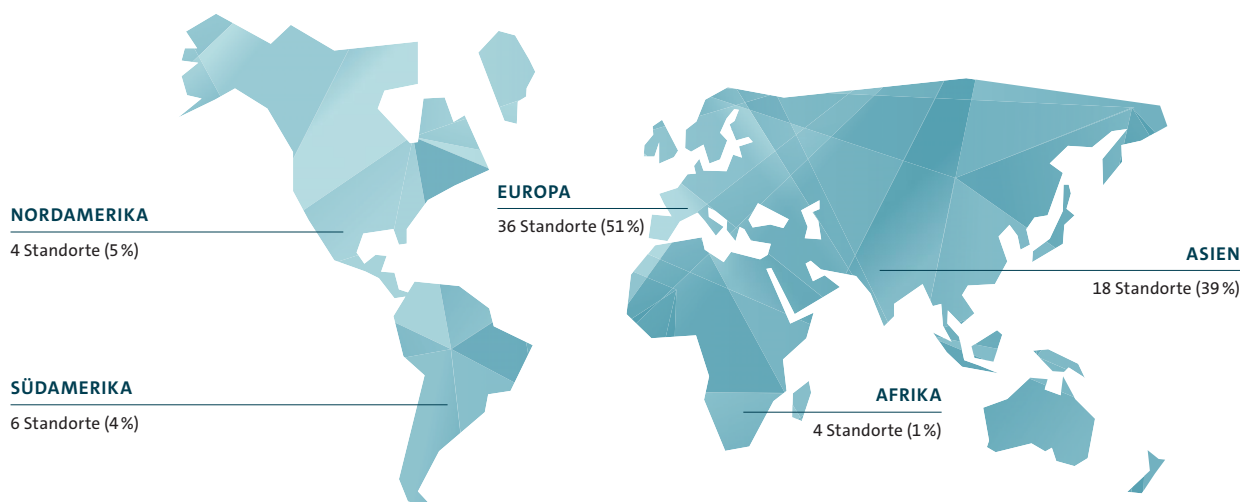 NORDAMERIKA
4 Standorte (5 %)
SÜDAMERIKA
6 Standorte (4 %)
EUROPA
36 Standorte (51 %)
AFRIKA
4 Standorte (1 %)
ASIEN
18 Standorte (39 %)